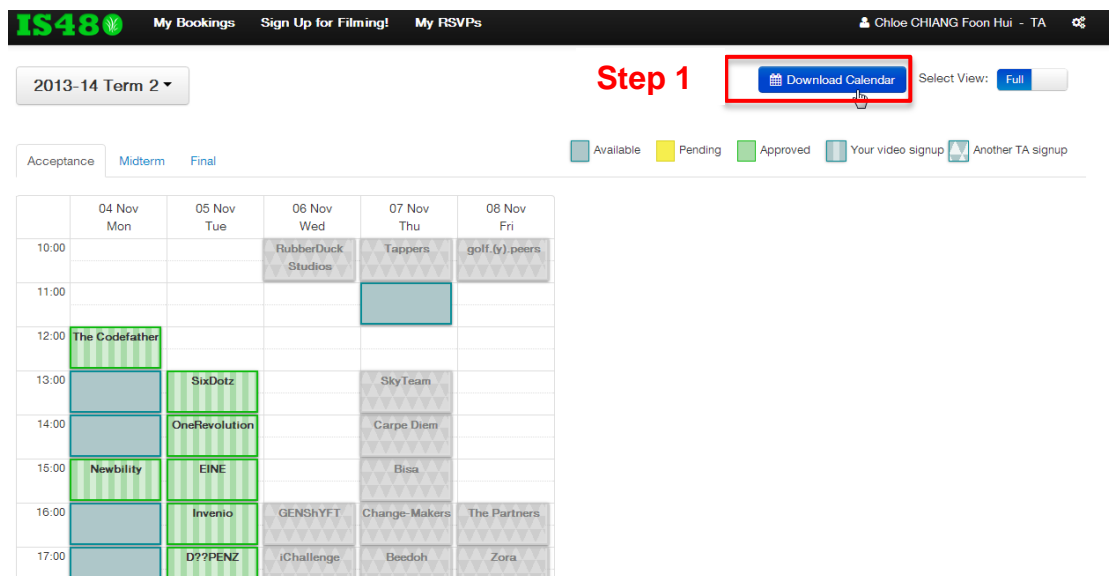 IS480 My Bookings Sign Up for Filming! My RSVPs Chloe CHIANG Foon Hui - TA
2013-14 Term 2 Step 1 Download Calendar Select View: Full
Acceptance Midterm Final Available Pending Approved Your video signup Another TA signup
04 Nov 05 Nov 06 Nov 07 Nov 08 Nov
Mon Tue Wed Thu Fri
10:00 RubberDuck Tappers golf.(y).peers
Studios
11:00
12:00 The Codefather
13:00 SixDotz SkyTeam
14:00 OneRevolution Carpe Diem
15:00 Newbility EINE Bisa
16:00 Invenio GENShYFT Change-Makers The Partners
17:00 D??PENZ iChallenge Beedoh Zora